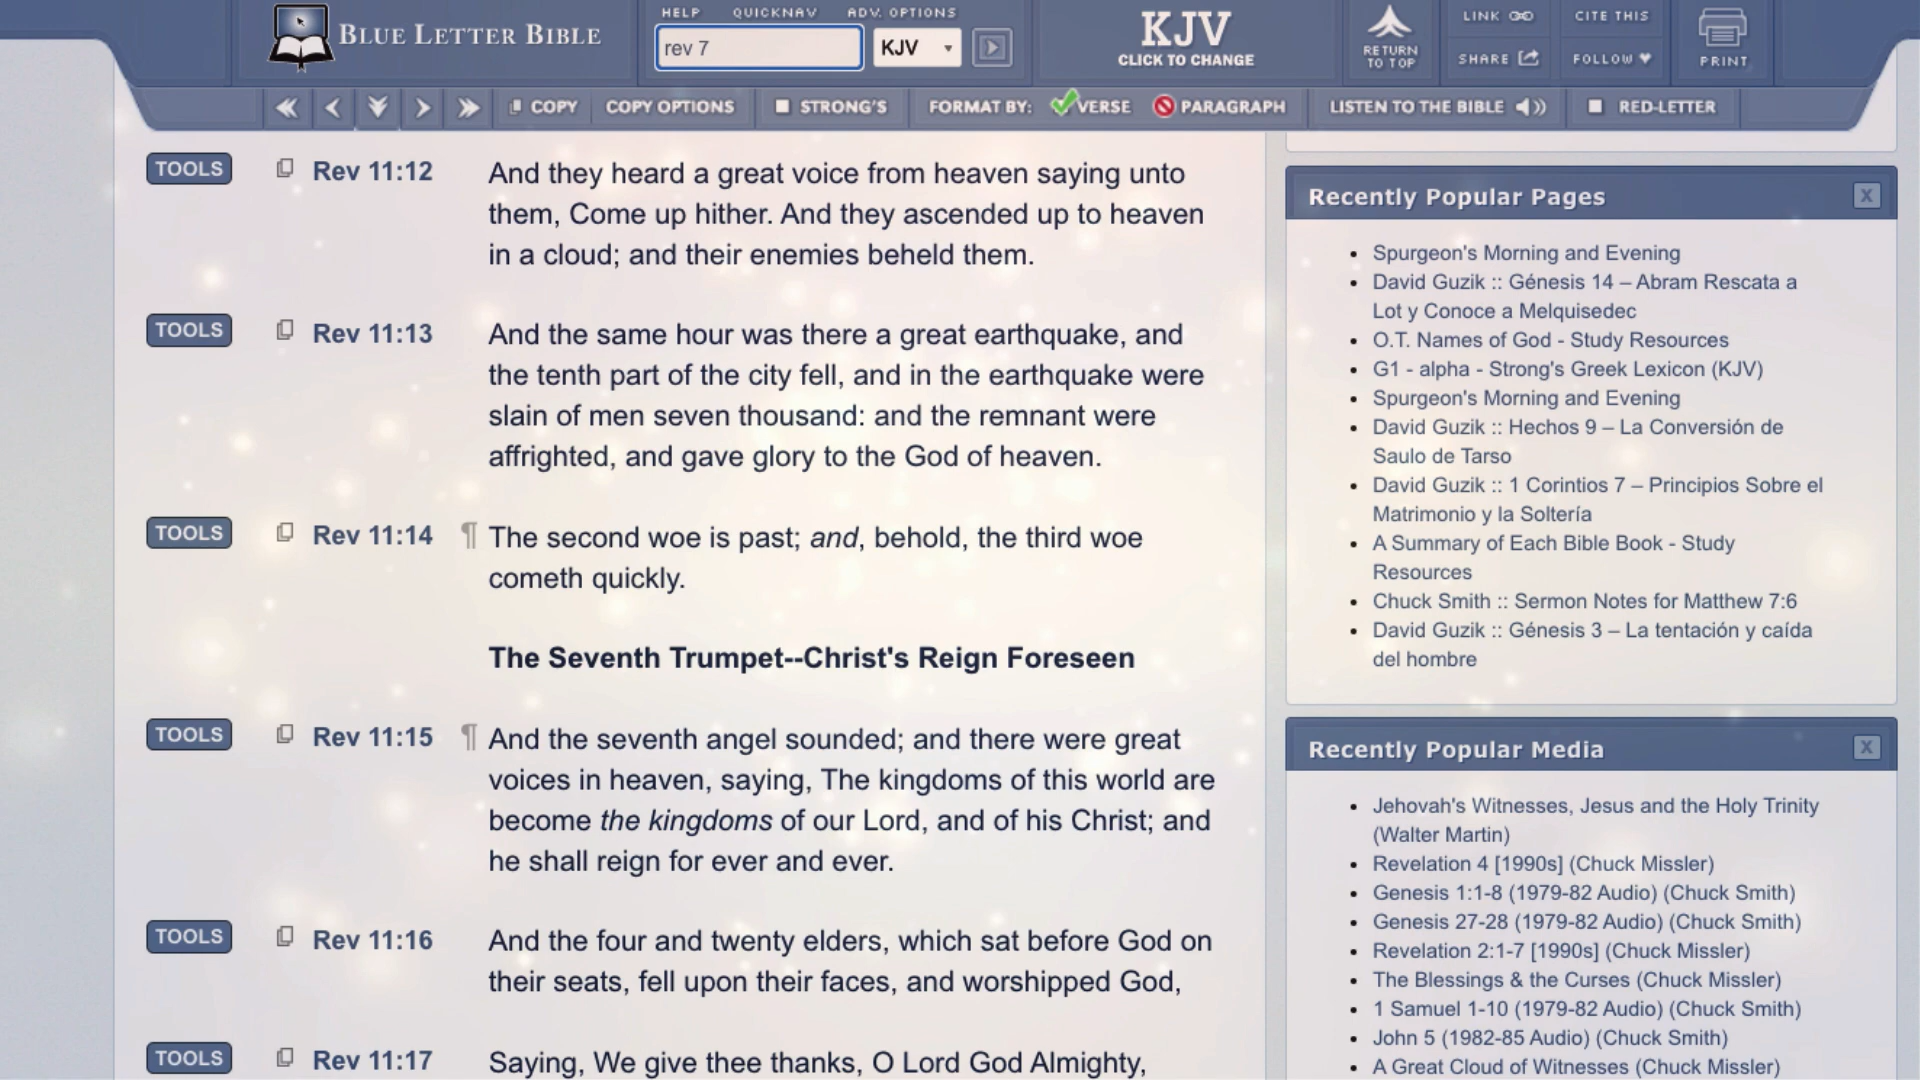 BLUE LETTER BIBLE
HELP QUICKNAV ADV. OPTIONS
rev 7
KJV
KJV
CLICK TO CHANGE
RETURN
TO TOP
LINK
CITE THIS
SHARE
FOLLOW
PRINT
COPY COPY OPTIONS STRONG'S FORMAT BY: VERSE PARAGRAPH LISTEN TO THE BIBLE RED-LETTER
TOOLS Rev 11:12 And they heard a great voice from heaven saying unto
them, Come up hither. And they ascended up to heaven
in a cloud; and their enemies beheld them.
TOOLS Rev 11:13 And the same hour was there a great earthquake, and
the tenth part of the city fell, and in the earthquake were
slain of men seven thousand: and the remnant were
affrighted, and gave glory to the God of heaven.
TOOLS Rev 11:14 ¶ The second woe is past; and, behold, the third woe
cometh quickly.
The Seventh Trumpet--Christ's Reign Foreseen
TOOLS Rev 11:15 ¶ And the seventh angel sounded; and there were great
voices in heaven, saying, The kingdoms of this world are
become the kingdoms of our Lord, and of his Christ; and
he shall reign for ever and ever.
TOOLS Rev 11:16 And the four and twenty elders, which sat before God on
their seats, fell upon their faces, and worshipped God,
TOOLS Rev 11:17 Saying, We give thee thanks, O Lord God Almighty,
Recently Popular Pages X
• Spurgeon's Morning and Evening
• David Guzik :: Génesis 14 – Abram Rescata a
Lot y Conoce a Melquisedec
• O.T. Names of God - Study Resources
• G1 - alpha - Strong's Greek Lexicon (KJV)
• Spurgeon's Morning and Evening
• David Guzik :: Hechos 9 – La Conversión de
Saulo de Tarso
• David Guzik :: 1 Corintios 7 – Principios Sobre el
Matrimonio y la Soltería
• A Summary of Each Bible Book - Study
Resources
• Chuck Smith :: Sermon Notes for Matthew 7:6
• David Guzik :: Génesis 3 – La tentación y caída
del hombre
Recently Popular Media X
• Jehovah's Witnesses, Jesus and the Holy Trinity
(Walter Martin)
• Revelation 4 [1990s] (Chuck Missler)
• Genesis 1:1-8 (1979-82 Audio) (Chuck Smith)
• Genesis 27-28 (1979-82 Audio) (Chuck Smith)
• Revelation 2:1-7 [1990s] (Chuck Missler)
• The Blessings & the Curses (Chuck Missler)
• 1 Samuel 1-10 (1979-82 Audio) (Chuck Smith)
• John 5 (1982-85 Audio) (Chuck Smith)
• A Great Cloud of Witnesses (Chuck Missler)